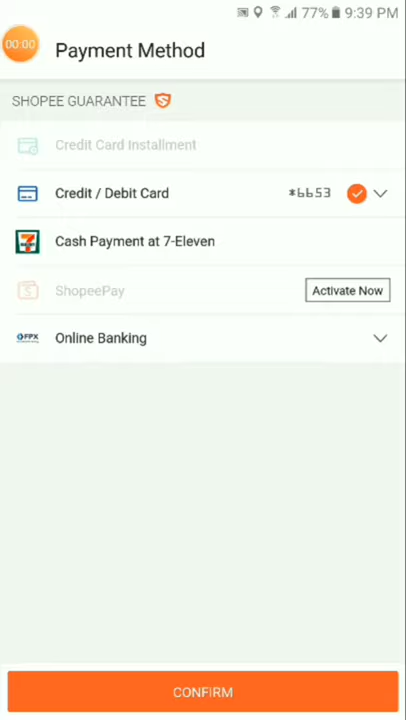 77% 9:39 PM
00:00
Payment Method
SHOPEE GUARANTEE
Credit Card Installment
Credit / Debit Card *6653
Cash Payment at 7-Eleven
ShopeePay Activate Now
FPX Online Banking
CONFIRM